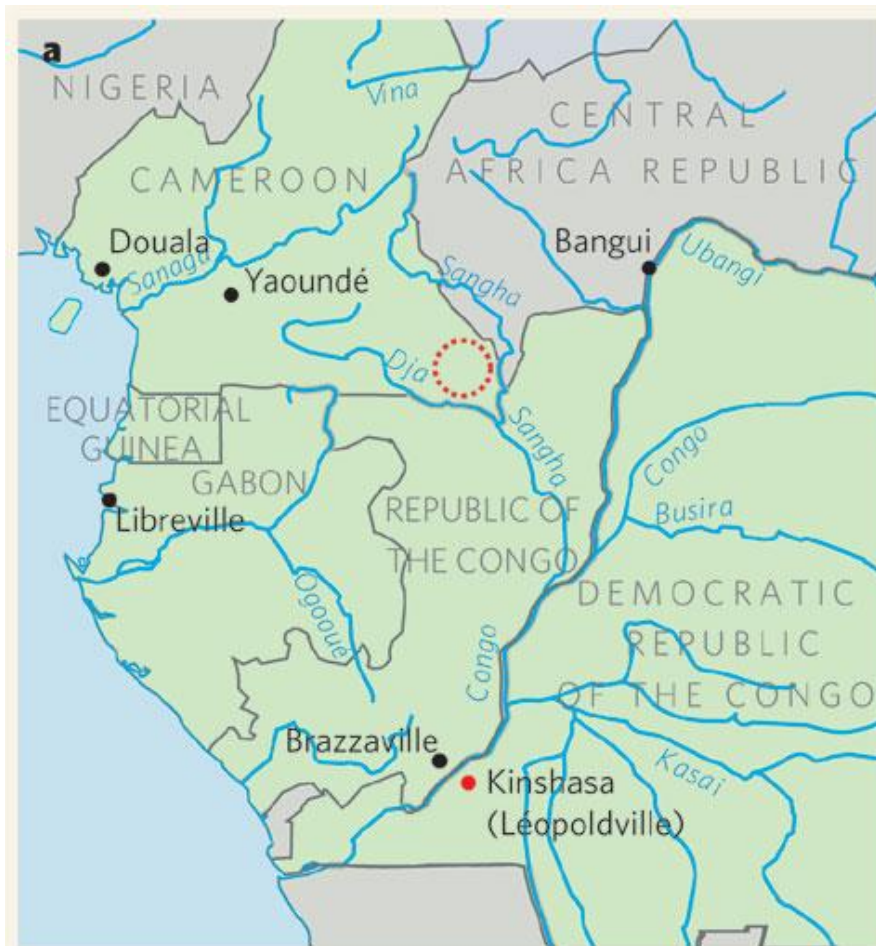 a
NIGERIA
Vina
CENTRAL
AFRICA REPUBLIC
CAMEROON
Douala
Sanaga
Yaoundé
Sangha
Bangui
Ubangi
Dja
EQUATORIAL
GUINEA
GABON
Libreville
Sangha
Congo
Busira
REPUBLIC OF
THE CONGO
Ogooué
Congo
DEMOCRATIC
REPUBLIC
OF THE CONGO
Brazzaville
Kinshasa
(Léopoldville)
Kasai